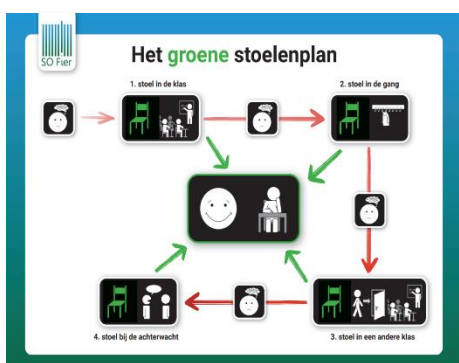 SO Fier
Het groene stoelenplan
1. stoel in de klas
2. stoel in de gang
4. stoel bij de achterwacht
3. stoel in een andere klas